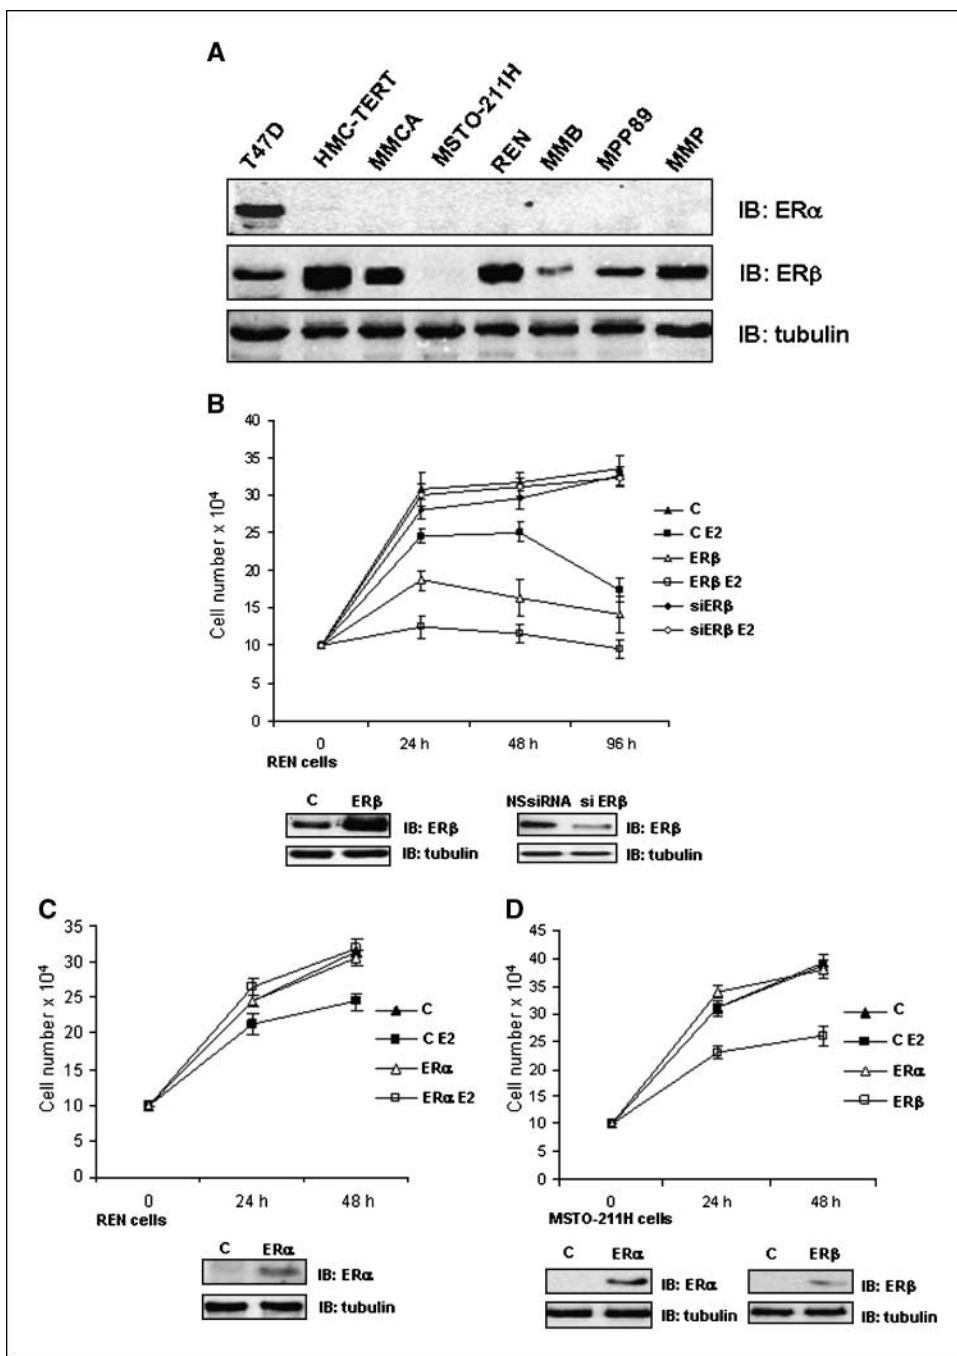 A
T47D
HMC-TERT
MMCA
MSTO-211H
REN
MMB
MPP89
MMP
IB: ERα
IB: ERβ
IB: tubulin
B
Cell number x 10⁴
40
35
30
25
20
15
10
5
0
0
24 h
48 h
96 h
REN cells
C
C E2
ERβ
ERβ E2
siERβ
siERβ E2
C ERβ
IB: ERβ
IB: tubulin
NSsiRNA si ERβ
IB: ERβ
IB: tubulin
C
Cell number x 10⁴
35
30
25
20
10
5
0
0
24 h
48 h
REN cells
C
C E2
ERα
ERα E2
C ERα
IB: ERα
IB: tubulin
D
Cell number x 10⁴
45
40
35
30
25
20
10
5
0
0
24 h
48 h
MSTO-211H cells
C
C E2
ERα
ERβ
C ERα
IB: ERα
IB: tubulin
C ERβ
IB: ERβ
IB: tubulin